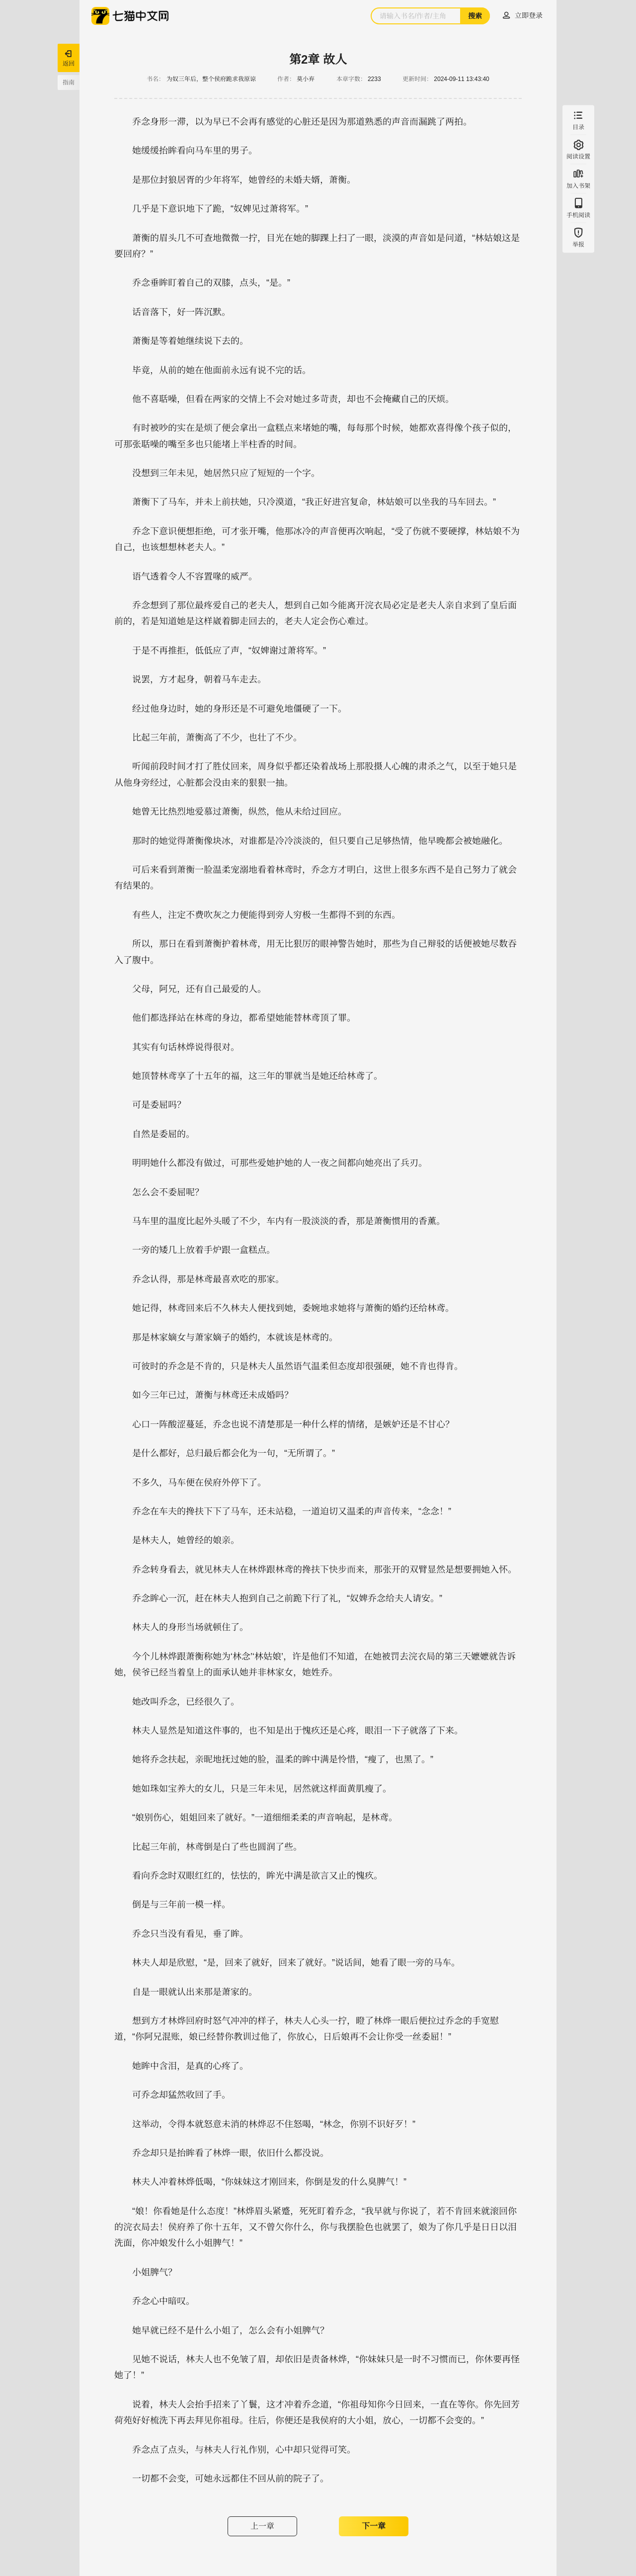 七猫中文网
请输入书名/作者/主角
搜索
立即登录
返回
指南
第2章 故人
书名： 为奴三年后，整个侯府跪求我原谅 作者： 莫小弃 本章字数： 2233 更新时间： 2024-09-11 13:43:40
目录
阅读设置
加入书架
手机阅读
举报
乔念身形一滞，以为早已不会再有感觉的心脏还是因为那道熟悉的声音而漏跳了两拍。
她缓缓抬眸看向马车里的男子。
是那位封狼居胥的少年将军，她曾经的未婚夫婿，萧衡。
几乎是下意识地下了跪，“奴婢见过萧将军。”
萧衡的眉头几不可查地微微一拧，目光在她的脚踝上扫了一眼，淡漠的声音如是问道，“林姑娘这是
要回府？”
乔念垂眸盯着自己的双膝，点头，“是。”
话音落下，好一阵沉默。
萧衡是等着她继续说下去的。
毕竟，从前的她在他面前永远有说不完的话。
他不喜聒噪，但看在两家的交情上不会对她过多苛责，却也不会掩藏自己的厌烦。
有时被吵的实在是烦了便会拿出一盒糕点来堵她的嘴，每每那个时候，她都欢喜得像个孩子似的，
可那张聒噪的嘴至多也只能堵上半柱香的时间。
没想到三年未见，她居然只应了短短的一个字。
萧衡下了马车，并未上前扶她，只冷漠道，“我正好进宫复命，林姑娘可以坐我的马车回去。”
乔念下意识便想拒绝，可才张开嘴，他那冰冷的声音便再次响起，“受了伤就不要硬撑，林姑娘不为
自己，也该想想林老夫人。”
语气透着令人不容置喙的威严。
乔念想到了那位最疼爱自己的老夫人，想到自己如今能离开浣衣局必定是老夫人亲自求到了皇后面
前的，若是知道她是这样崴着脚走回去的，老夫人定会伤心难过。
于是不再推拒，低低应了声，“奴婢谢过萧将军。”
说罢，方才起身，朝着马车走去。
经过他身边时，她的身形还是不可避免地僵硬了一下。
比起三年前，萧衡高了不少，也壮了不少。
听闻前段时间才打了胜仗回来，周身似乎都还染着战场上那股摄人心魄的肃杀之气，以至于她只是
从他身旁经过，心脏都会没由来的狠狠一抽。
她曾无比热烈地爱慕过萧衡，纵然，他从未给过回应。
那时的她觉得萧衡像块冰，对谁都是冷冷淡淡的，但只要自己足够热情，他早晚都会被她融化。
可后来看到萧衡一脸温柔宠溺地看着林鸢时，乔念方才明白，这世上很多东西不是自己努力了就会
有结果的。
有些人，注定不费吹灰之力便能得到旁人穷极一生都得不到的东西。
所以，那日在看到萧衡护着林鸢，用无比狠厉的眼神警告她时，那些为自己辩驳的话便被她尽数吞
入了腹中。
父母，阿兄，还有自己最爱的人。
他们都选择站在林鸢的身边，都希望她能替林鸢顶了罪。
其实有句话林烨说得很对。
她顶替林鸢享了十五年的福，这三年的罪就当是她还给林鸢了。
可是委屈吗？
自然是委屈的。
明明她什么都没有做过，可那些爱她护她的人一夜之间都向她亮出了兵刃。
怎么会不委屈呢？
马车里的温度比起外头暖了不少，车内有一股淡淡的香，那是萧衡惯用的香薰。
一旁的矮几上放着手炉跟一盒糕点。
乔念认得，那是林鸢最喜欢吃的那家。
她记得，林鸢回来后不久林夫人便找到她，委婉地求她将与萧衡的婚约还给林鸢。
那是林家嫡女与萧家嫡子的婚约，本就该是林鸢的。
可彼时的乔念是不肯的，只是林夫人虽然语气温柔但态度却很强硬，她不肯也得肯。
如今三年已过，萧衡与林鸢还未成婚吗？
心口一阵酸涩蔓延，乔念也说不清楚那是一种什么样的情绪，是嫉妒还是不甘心？
是什么都好，总归最后都会化为一句，“无所谓了。”
不多久，马车便在侯府外停下了。
乔念在车夫的搀扶下下了马车，还未站稳，一道迫切又温柔的声音传来，“念念！”
是林夫人，她曾经的娘亲。
乔念转身看去，就见林夫人在林烨跟林鸢的搀扶下快步而来，那张开的双臂显然是想要拥她入怀。
乔念眸心一沉，赶在林夫人抱到自己之前跪下行了礼，“奴婢乔念给夫人请安。”
林夫人的身形当场就顿住了。
今个儿林烨跟萧衡称她为‘林念’‘林姑娘’，许是他们不知道，在她被罚去浣衣局的第三天嬷嬷就告诉
她，侯爷已经当着皇上的面承认她并非林家女，她姓乔。
她改叫乔念，已经很久了。
林夫人显然是知道这件事的，也不知是出于愧疚还是心疼，眼泪一下子就落了下来。
她将乔念扶起，亲昵地抚过她的脸，温柔的眸中满是怜惜，“瘦了，也黑了。”
她如珠如宝养大的女儿，只是三年未见，居然就这样面黄肌瘦了。
“娘别伤心，姐姐回来了就好。”一道细细柔柔的声音响起，是林鸢。
比起三年前，林鸢倒是白了些也圆润了些。
看向乔念时双眼红红的，怯怯的，眸光中满是欲言又止的愧疚。
倒是与三年前一模一样。
乔念只当没有看见，垂了眸。
林夫人却是欣慰，“是，回来了就好，回来了就好。”说话间，她看了眼一旁的马车。
自是一眼就认出来那是萧家的。
想到方才林烨回府时怒气冲冲的样子，林夫人心头一拧，瞪了林烨一眼后便拉过乔念的手宽慰
道，“你阿兄混账，娘已经替你教训过他了，你放心，日后娘再不会让你受一丝委屈！”
她眸中含泪，是真的心疼了。
可乔念却猛然收回了手。
这举动，令得本就怒意未消的林烨忍不住怒喝，“林念，你别不识好歹！”
乔念却只是抬眸看了林烨一眼，依旧什么都没说。
林夫人冲着林烨低喝，“你妹妹这才刚回来，你倒是发的什么臭脾气！”
“娘！你看她是什么态度！”林烨眉头紧蹙，死死盯着乔念，“我早就与你说了，若不肯回来就滚回你
的浣衣局去！侯府养了你十五年，又不曾欠你什么，你与我摆脸色也就罢了，娘为了你几乎是日日以泪
洗面，你冲娘发什么小姐脾气！”
小姐脾气？
乔念心中暗叹。
她早就已经不是什么小姐了，怎么会有小姐脾气？
见她不说话，林夫人也不免皱了眉，却依旧是责备林烨，“你妹妹只是一时不习惯而已，你休要再怪
她了！”
说着，林夫人会抬手招来了丫鬟，这才冲着乔念道，“你祖母知你今日回来，一直在等你。你先回芳
荷苑好好梳洗下再去拜见你祖母。往后，你便还是我侯府的大小姐，放心，一切都不会变的。”
乔念点了点头，与林夫人行礼作别，心中却只觉得可笑。
一切都不会变，可她永远都住不回从前的院子了。
上一章
下一章